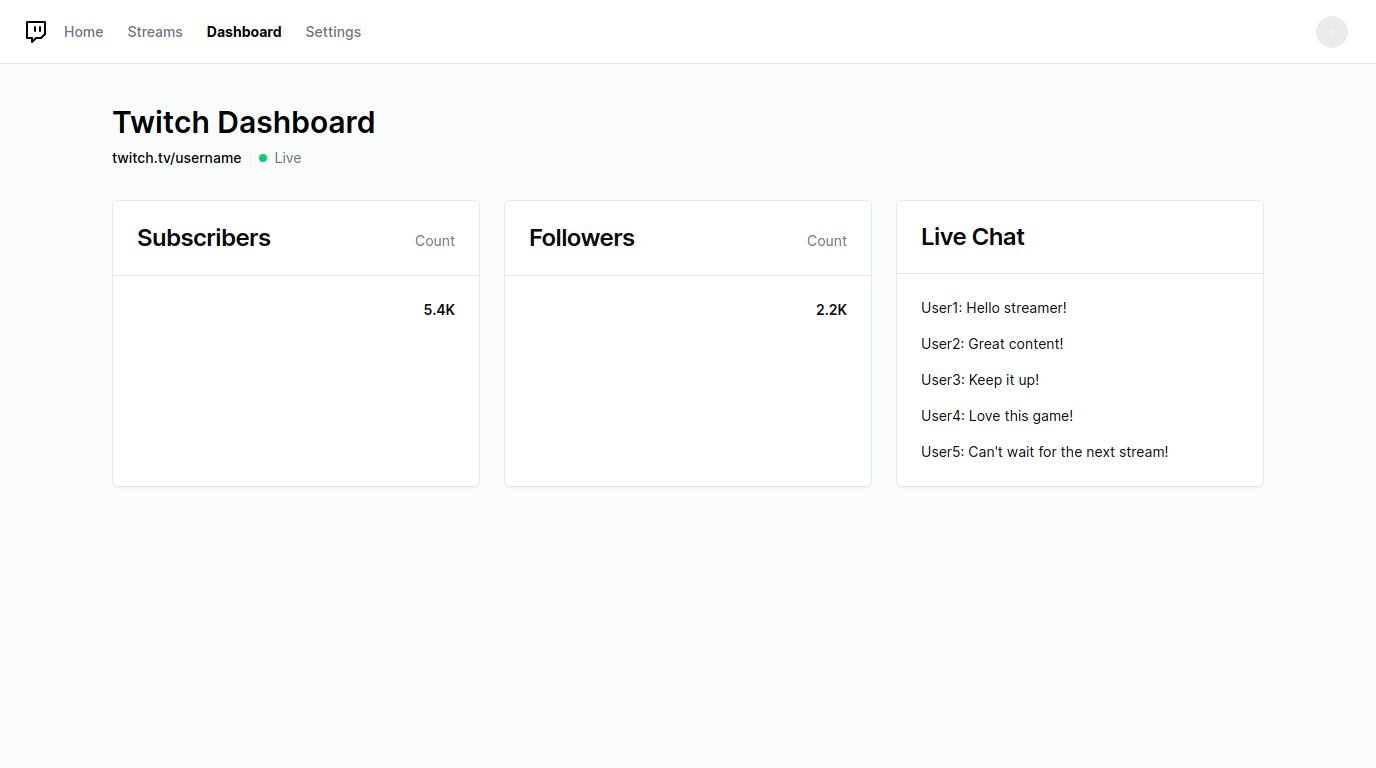 Home Streams Dashboard Settings
Twitch Dashboard
twitch.tv/username Live
Subscribers Count
5.4K
Followers Count
2.2K
Live Chat
User1: Hello streamer!
User2: Great content!
User3: Keep it up!
User4: Love this game!
User5: Can't wait for the next stream!